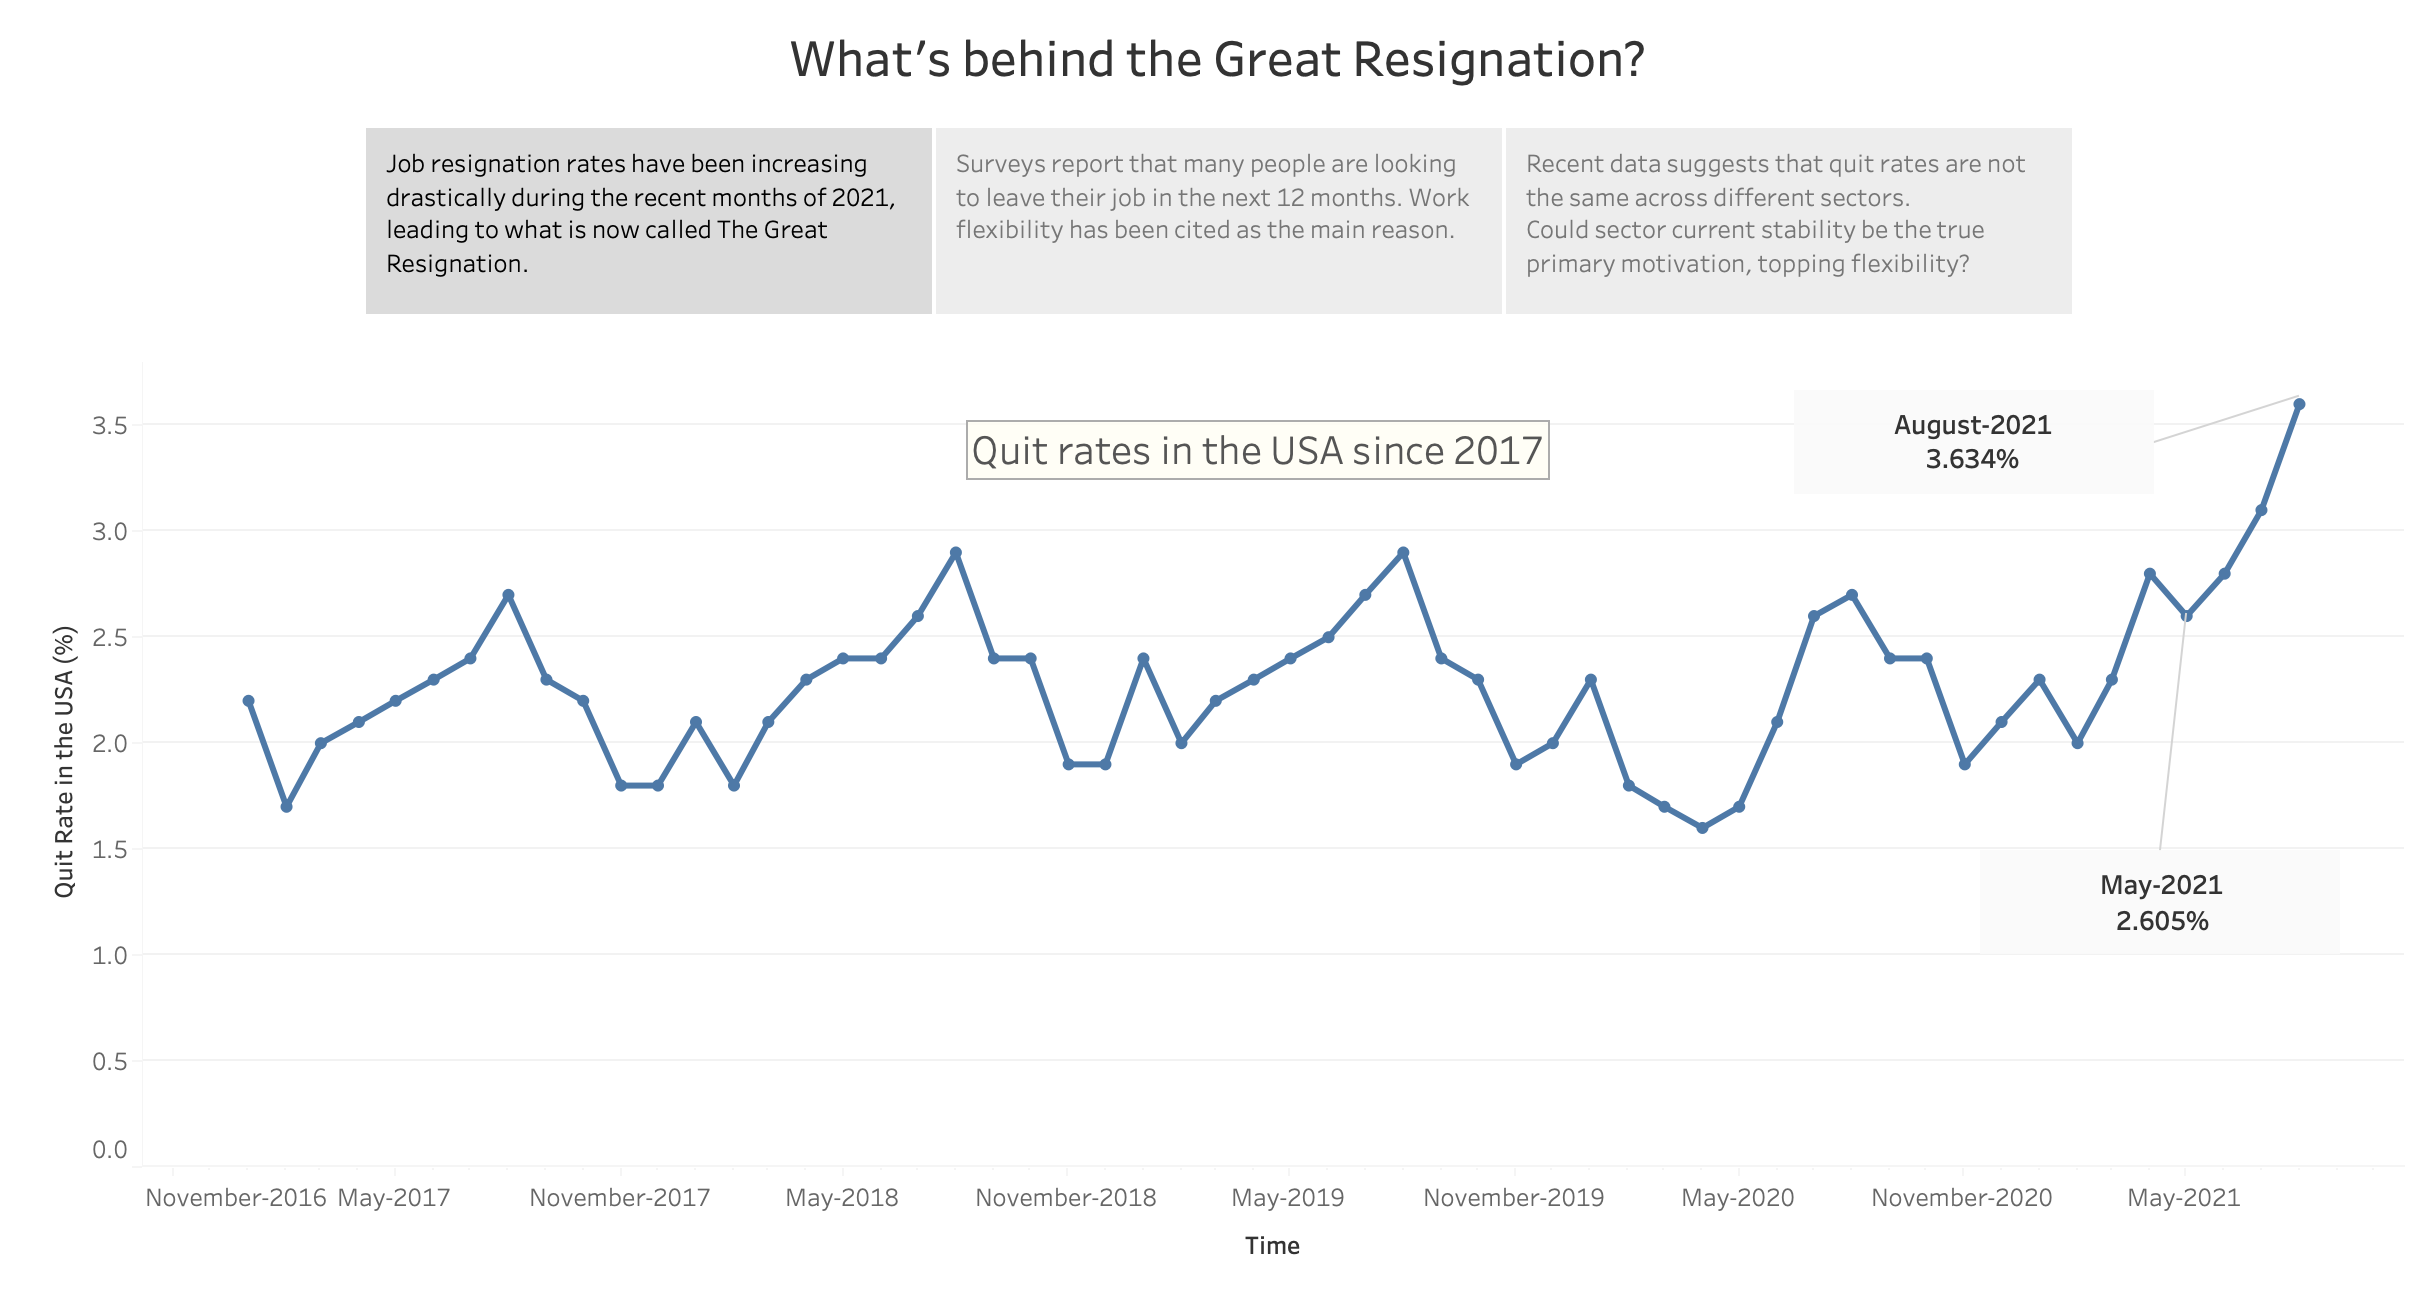 What's behind the Great Resignation?
Job resignation rates have been increasing
drastically during the recent months of 2021,
leading to what is now called The Great
Resignation.
Surveys report that many people are looking
to leave their job in the next 12 months. Work
flexibility has been cited as the main reason.
Recent data suggests that quit rates are not
the same across different sectors.
Could sector current stability be the true
primary motivation, topping flexibility?
Quit rates in the USA since 2017
August-2021
3.634%
May-2021
2.605%
Quit Rate in the USA (%)
3.5
3.0
2.5
2.0
1.5
1.0
0.5
0.0
November-2016
May-2017
November-2017
May-2018
November-2018
May-2019
November-2019
May-2020
November-2020
May-2021
Time